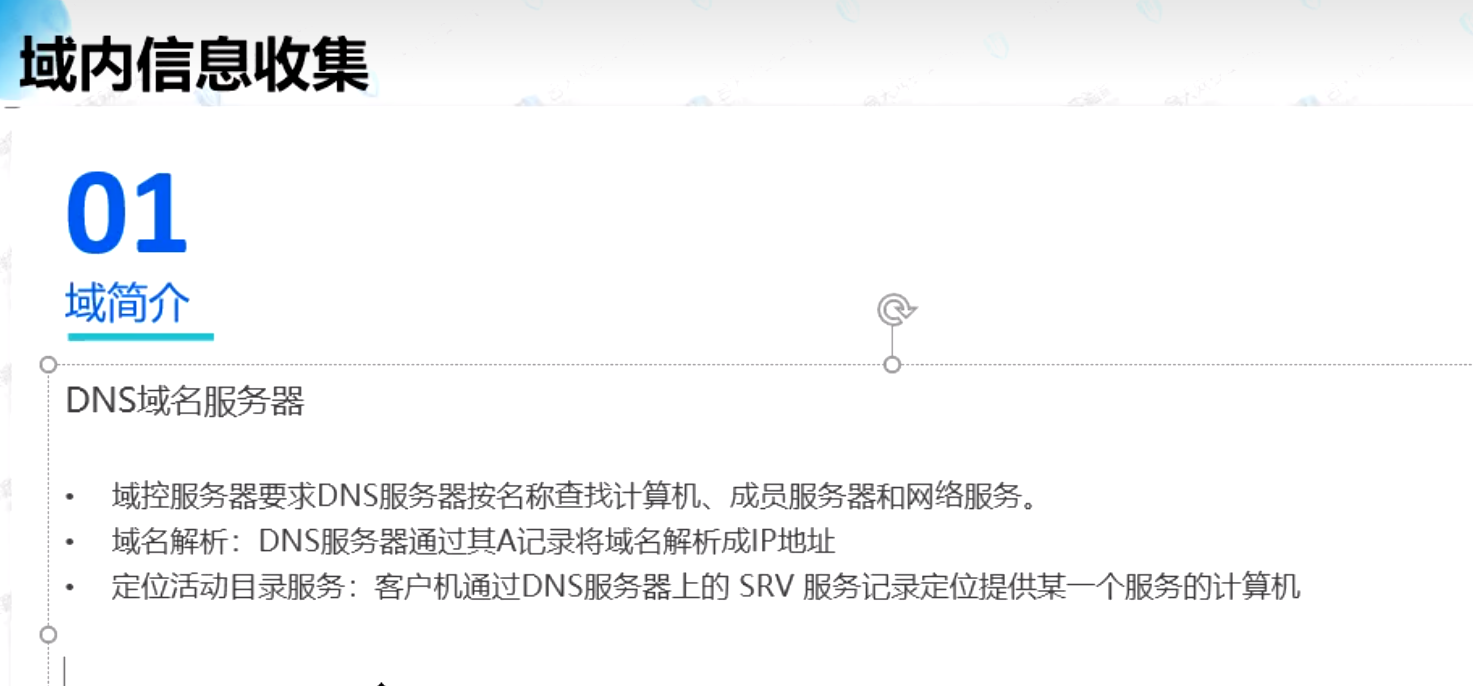 域内信息收集
01
域简介
DNS域名服务器
• 域控服务器要求DNS服务器按名称查找计算机、成员服务器和网络服务。
• 域名解析：DNS服务器通过其A记录将域名解析成IP地址
• 定位活动目录服务：客户机通过DNS服务器上的 SRV 服务记录定位提供某一个服务的计算机